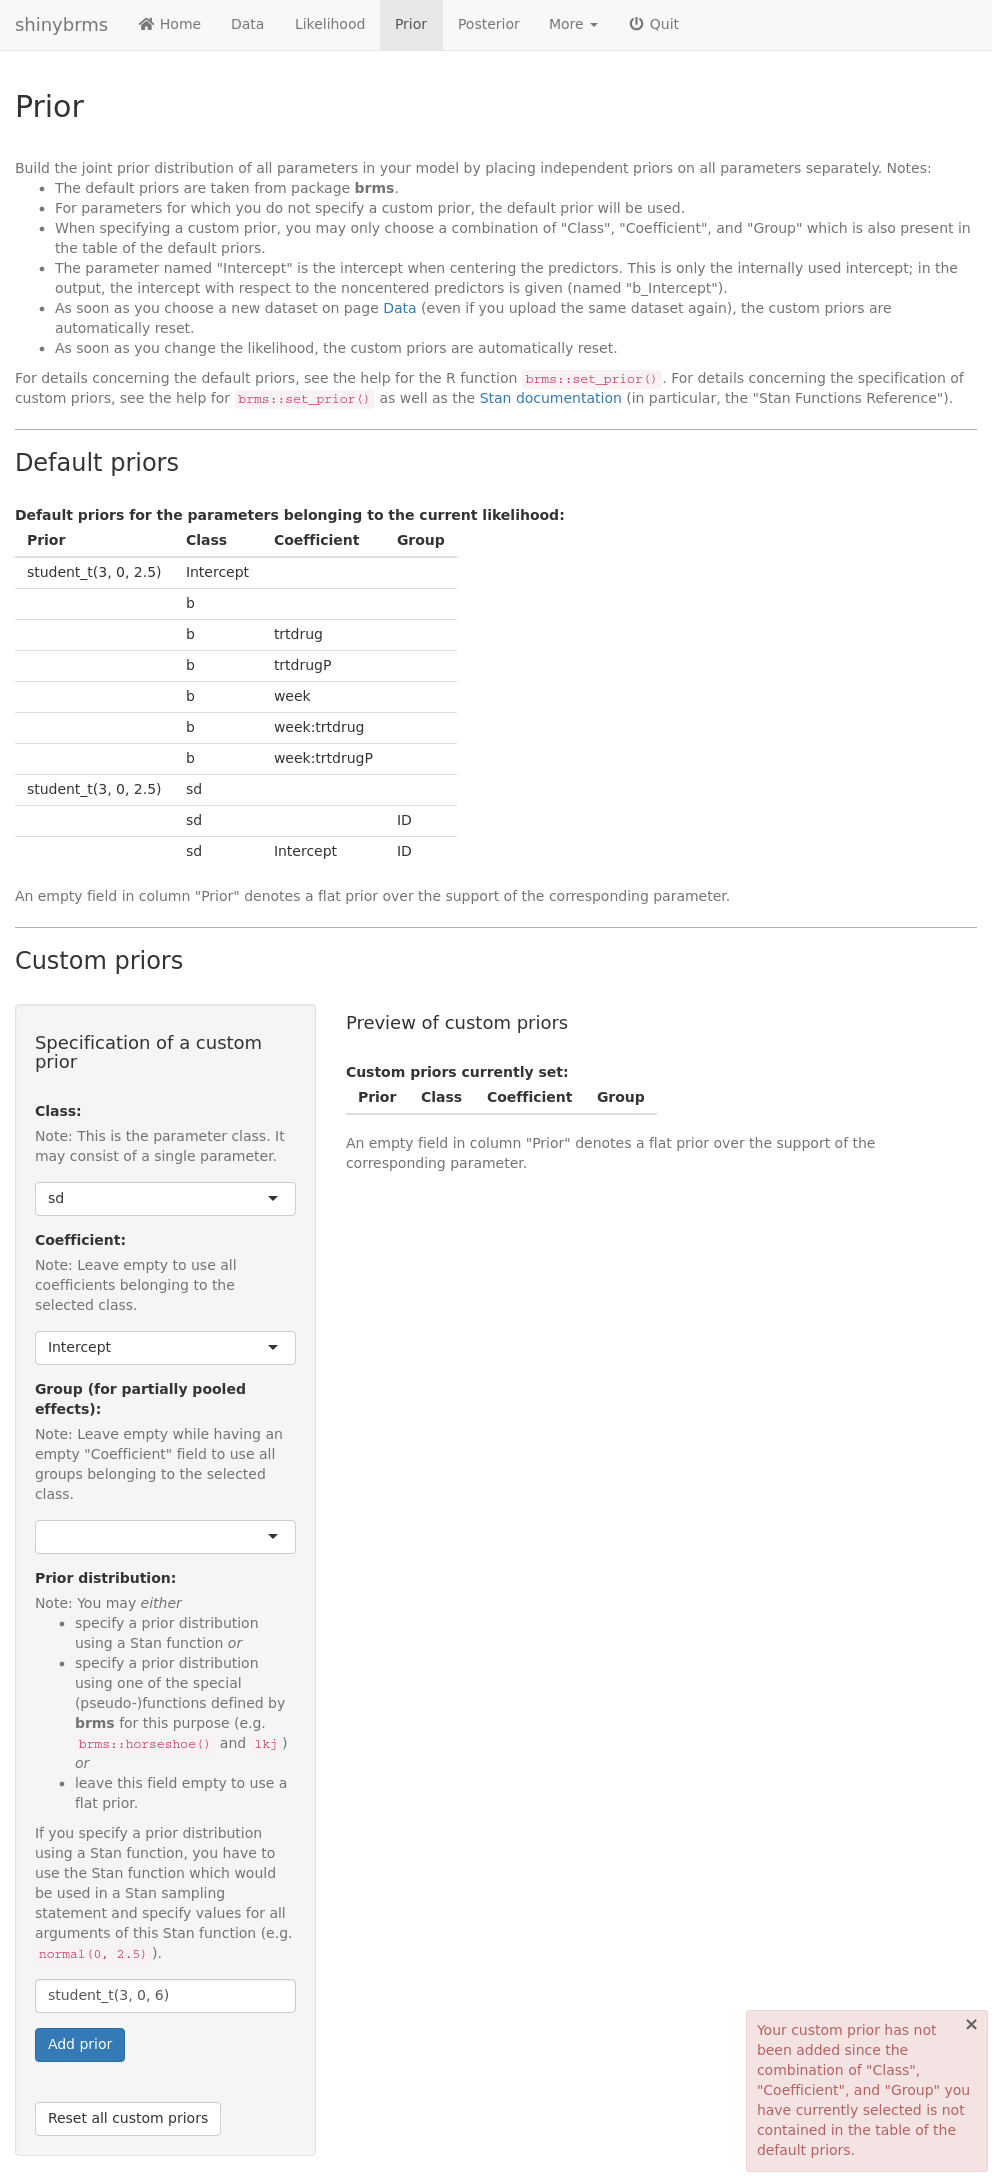 shinybrms Home Data Likelihood Prior Posterior More Quit
Prior
Build the joint prior distribution of all parameters in your model by placing independent priors on all parameters separately. Notes:
• The default priors are taken from package brms.
• For parameters for which you do not specify a custom prior, the default prior will be used.
• When specifying a custom prior, you may only choose a combination of "Class", "Coefficient", and "Group" which is also present in
the table of the default priors.
• The parameter named "Intercept" is the intercept when centering the predictors. This is only the internally used intercept; in the
output, the intercept with respect to the noncentered predictors is given (named "b_Intercept").
• As soon as you choose a new dataset on page Data (even if you upload the same dataset again), the custom priors are
automatically reset.
• As soon as you change the likelihood, the custom priors are automatically reset.
For details concerning the default priors, see the help for the R function brms::set_prior(). For details concerning the specification of
custom priors, see the help for brms::set_prior() as well as the Stan documentation (in particular, the "Stan Functions Reference").
Default priors
Default priors for the parameters belonging to the current likelihood:
Prior Class Coefficient Group
student_t(3, 0, 2.5) Intercept
b
b trtdrug
b trtdrugP
b week
b week:trtdrug
b week:trtdrugP
student_t(3, 0, 2.5) sd
sd ID
sd Intercept ID
An empty field in column "Prior" denotes a flat prior over the support of the corresponding parameter.
Custom priors
Specification of a custom
prior
Class:
Note: This is the parameter class. It
may consist of a single parameter.
sd
Coefficient:
Note: Leave empty to use all
coefficients belonging to the
selected class.
Intercept
Group (for partially pooled
effects):
Note: Leave empty while having an
empty "Coefficient" field to use all
groups belonging to the selected
class.
Prior distribution:
Note: You may either
• specify a prior distribution
using a Stan function or
• specify a prior distribution
using one of the special
(pseudo-)functions defined by
brms for this purpose (e.g.
brms::horseshoe() and lkj)
or
• leave this field empty to use a
flat prior.
If you specify a prior distribution
using a Stan function, you have to
use the Stan function which would
be used in a Stan sampling
statement and specify values for all
arguments of this Stan function (e.g.
normal(0, 2.5)).
student_t(3, 0, 6)
Add prior
Reset all custom priors
Preview of custom priors
Custom priors currently set:
Prior Class Coefficient Group
An empty field in column "Prior" denotes a flat prior over the support of the
corresponding parameter.
Your custom prior has not
been added since the
combination of "Class",
"Coefficient", and "Group" you
have currently selected is not
contained in the table of the
default priors.